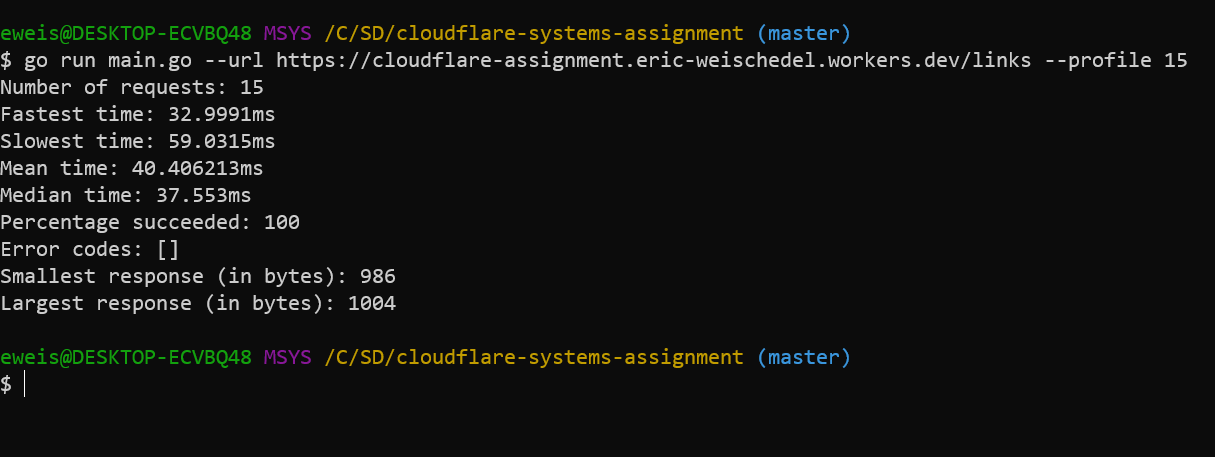 eweis@DESKTOP-ECVBQ48 MSYS /C/SD/cloudflare-systems-assignment (master)
$ go run main.go --url https://cloudflare-assignment.eric-weischedel.workers.dev/links --profile 15
Number of requests: 15
Fastest time: 32.9991ms
Slowest time: 59.0315ms
Mean time: 40.406213ms
Median time: 37.553ms
Percentage succeeded: 100
Error codes: []
Smallest response (in bytes): 986
Largest response (in bytes): 1004
eweis@DESKTOP-ECVBQ48 MSYS /C/SD/cloudflare-systems-assignment (master)
$